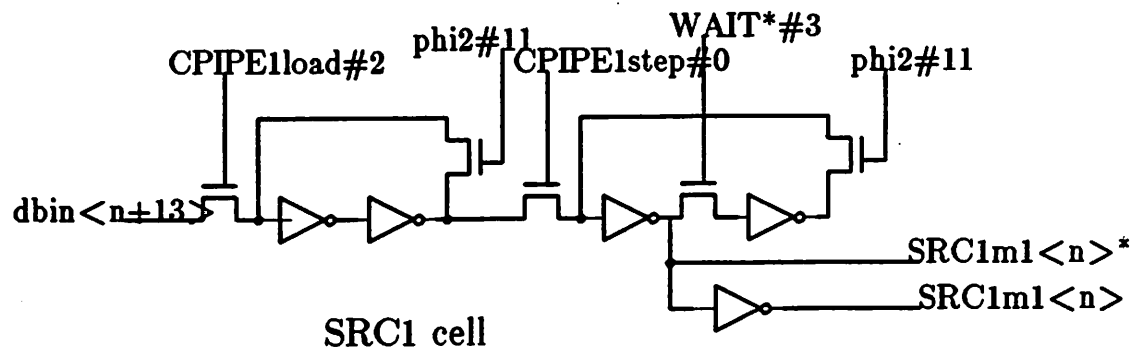 WAIT*#3
phi2#11
CPIPE1load#2
CPIPE1step#0
phi2#11
dbin<n+13>
SRC1m1<n>*
SRC1m1<n>
SRC1 cell